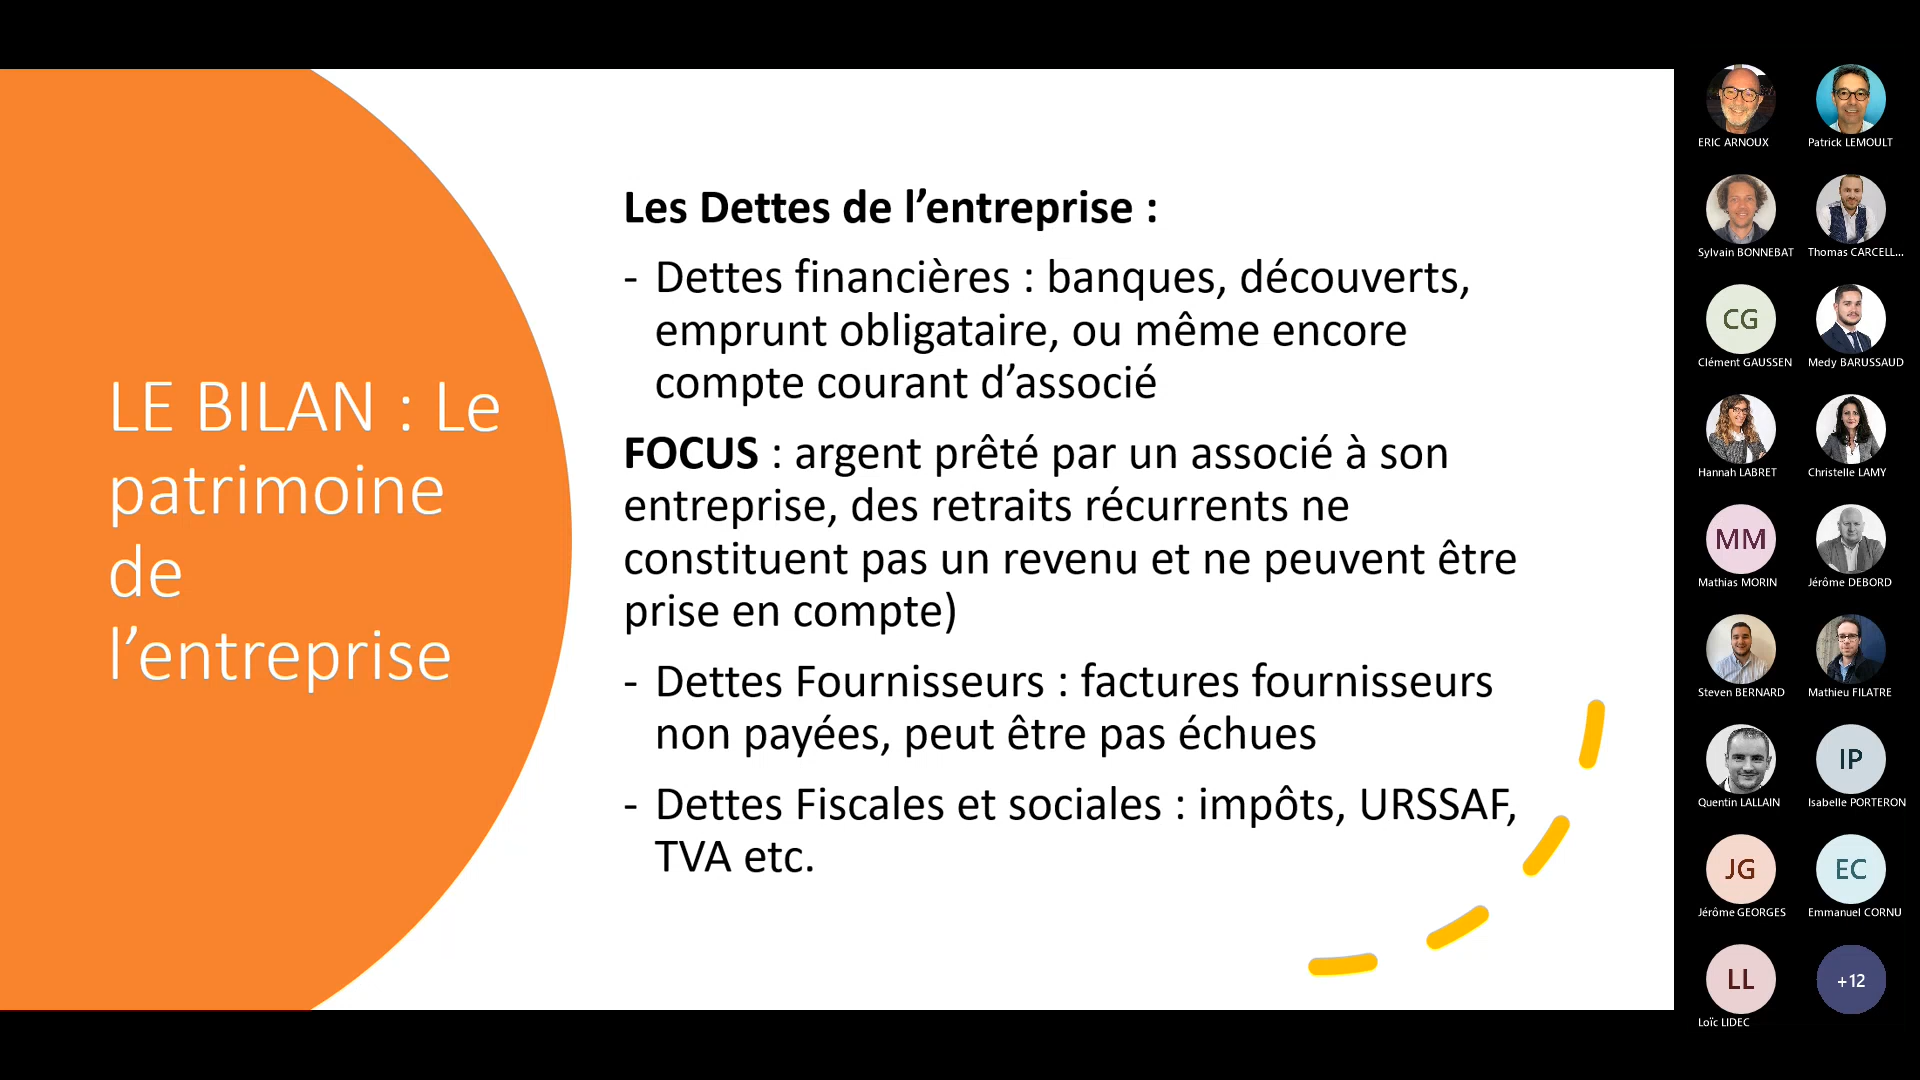 LE BILAN : Le
patrimoine
de
l’entreprise
Les Dettes de l’entreprise :
- Dettes financières : banques, découverts,
emprunt obligataire, ou même encore
compte courant d’associé
FOCUS : argent prêté par un associé à son
entreprise, des retraits récurrents ne
constituent pas un revenu et ne peuvent être
prise en compte)
- Dettes Fournisseurs : factures fournisseurs
non payées, peut être pas échues
- Dettes Fiscales et sociales : impôts, URSSAF,
TVA etc.
ERIC ARNOUX
Patrick LEMOULT
Sylvain BONNEBAT
Thomas CARCELL...
CG
Clément GAUSSEN
Medy BARUSSAUD
Hannah LABRET
Christelle LAMY
MM
Mathias MORIN
Jérôme DEBORD
Steven BERNARD
Mathieu FILATRE
Quentin LALLAIN
IP
Isabelle PORTERON
JG
Jérôme GEORGES
EC
Emmanuel CORNU
LL
Loïc LIDEC
+12